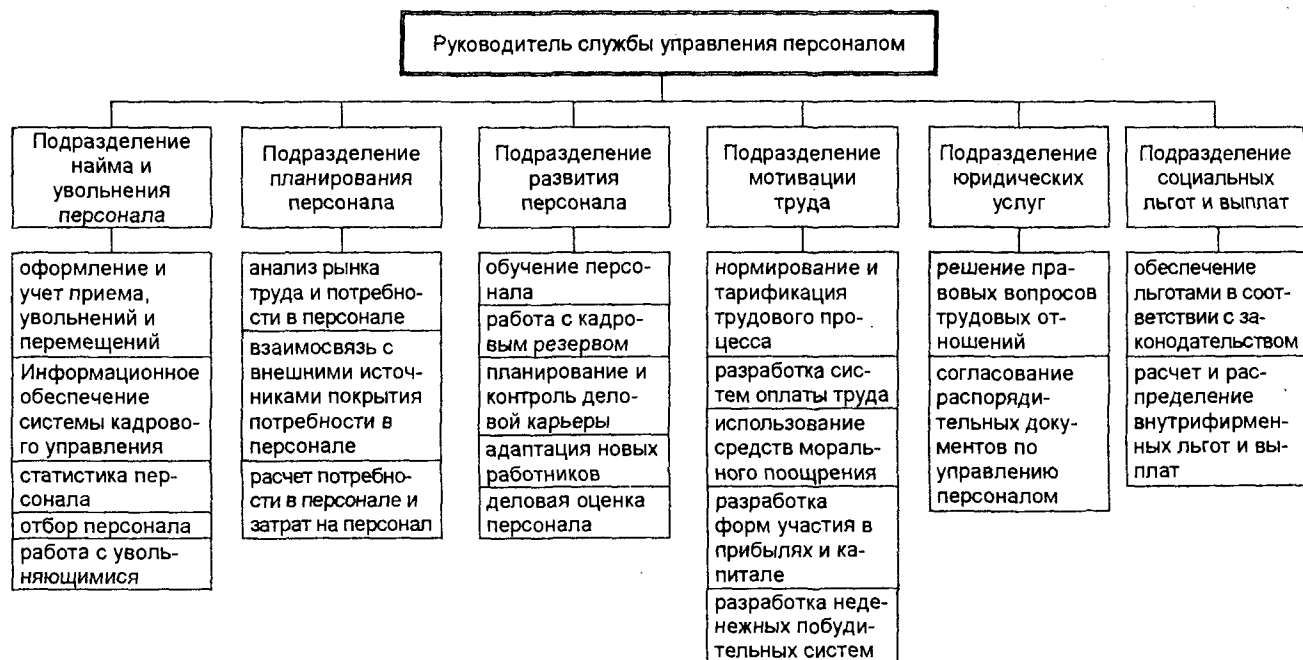 Руководитель службы управления персоналом
Подразделение
найма и
увольнения
персонала
Подразделение
планирования
персонала
Подразделение
развития
персонала
Подразделение
мотивации
труда
Подразделение
юридических
услуг
Подразделение
социальных
льгот и выплат
оформление и
учет приема,
увольнений и
перемещений
Информационное
обеспечение
системы кадрово-
го управления
статистика пер-
сонала
отбор персонала
работа с уволь-
няющимися
анализ рынка
труда и потребно-
сти в персонале
взаимосвязь с
внешними источ-
никами покрытия
потребности в
персонале
расчет потребно-
сти в персонале и
затрат на персонал
обучение персо-
нала
работа с кадро-
вым резервом
планирование и
контроль дело-
вой карьеры
адаптация новых
работников
деловая оценка
персонала
нормирование и
тарификация
трудового про-
цесса
разработка сис-
тем оплаты труда
использование
средств мораль-
ного поощрения
разработка
форм участия в
прибылях и ка-
питале
разработка неде-
нежных побуди-
тельных систем
решение пра-
вовых вопросов
трудовых от-
ношений
согласование
распоряди-
тельных доку-
ментов по
управлению
персоналом
обеспечение
льготами в соот-
ветствии с за-
конодательством
расчет и рас-
пределение
внутрифирмен-
ных льгот и вы-
плат